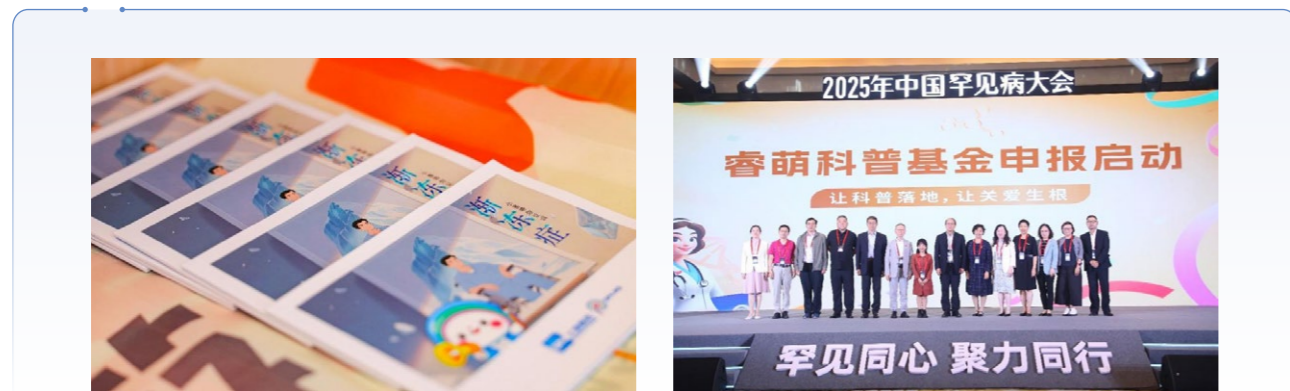 渐冻症
2025年中国罕见病大会
睿萌科普基金申报启动
让科普落地，让关爱生根
罕见同心 聚力同行